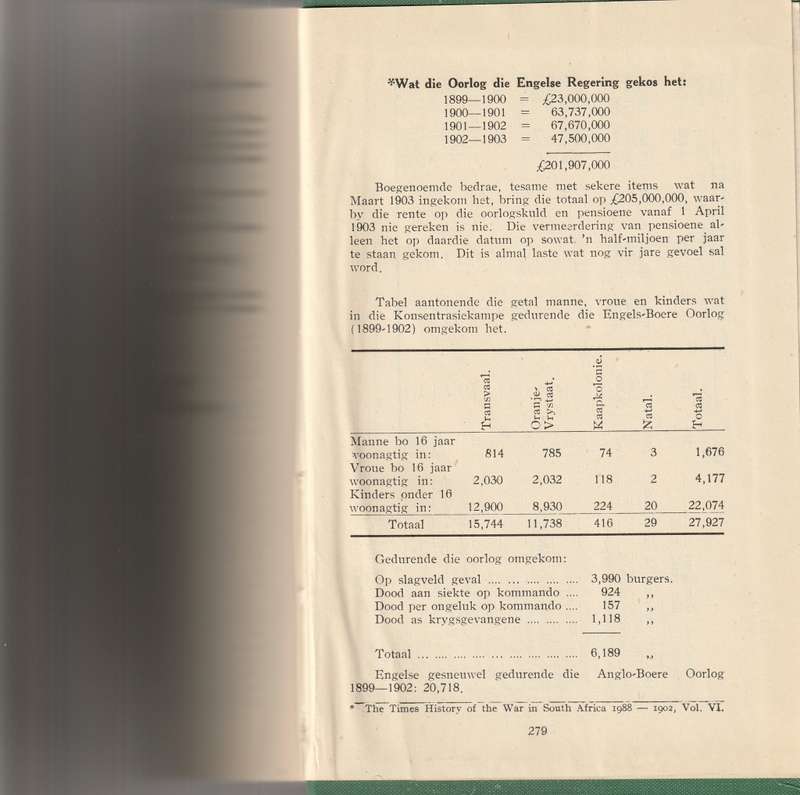 *Wat die Oorlog die Engelse Regering gekos het:
1899—1900 = £23,000,000
1900—1901 = 63,737,000
1901—1902 = 67,670,000
1902—1903 = 47,500,000
£201,907,000
Boegenoemde bedrae, tesame met sekere items wat na
Maart 1903 ingekom het, bring die totaal op £205,000,000, waar-
by die rente op die oorlogskuld en pensioene vanaf 1 April
1903 nie gereken is nie. Die vermeerdering van pensioene al-
leen het op daardie datum op sowat 'n half-miljoen per jaar
te staan gekom. Dit is almal laste wat nog vir jare gevoel sal
word.
Tabel aantonende die getal manne, vroue en kinders wat
in die Konsentrasiekampe gedurende die Engels-Boere Oorlog
(1899-1902) omgekom het.
Transvaal. Oranje-Vrystaat. Kaapkolonie. Natal. Totaal.
Manne bo 16 jaar
woonagtig in: 814 785 74 3 1,676
Vroue bo 16 jaar
woonagtig in: 2,030 2,032 118 2 4,177
Kinders onder 16
woonagtig in: 12,900 8,930 224 20 22,074
Totaal 15,744 11,738 416 29 27,927
Gedurende die oorlog omgekom:
Op slagveld geval .... ... .... .... .... 3,990 burgers.
Dood aan siekte op kommando .... 924 ,,
Dood per ongeluk op kommando .... 157 ,,
Dood as krygsgevangene .... .... .... 1,118 ,,
Totaal ... .... .... .... ... .... .... .... .... 6,189 ,,
Engelse gesneuwel gedurende die Anglo-Boere Oorlog
1899—1902: 20,718.
* The Times History of the War in South Africa 1988 — 1902, Vol. VI.
279